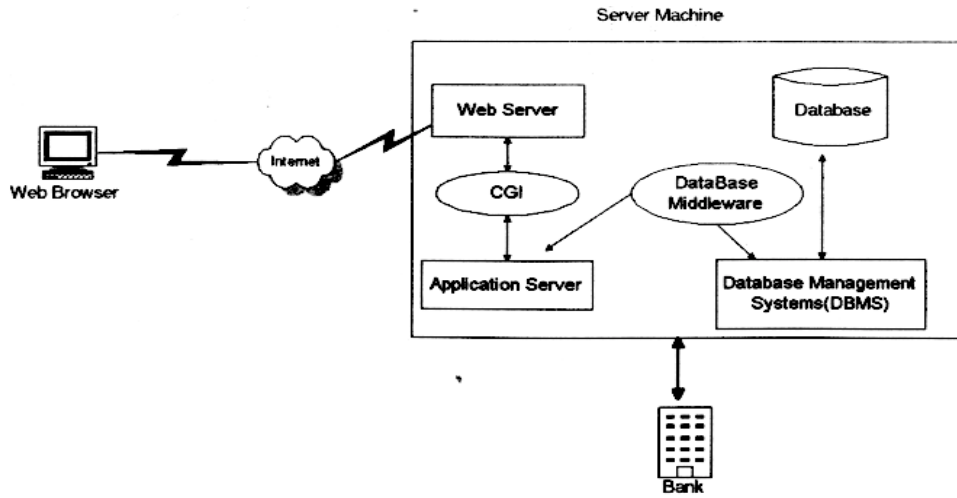 Server Machine
Web Server
Database
Internet
Web Browser
CGI
DataBase
Middleware
Application Server
Database Management
Systems(DBMS)
Bank